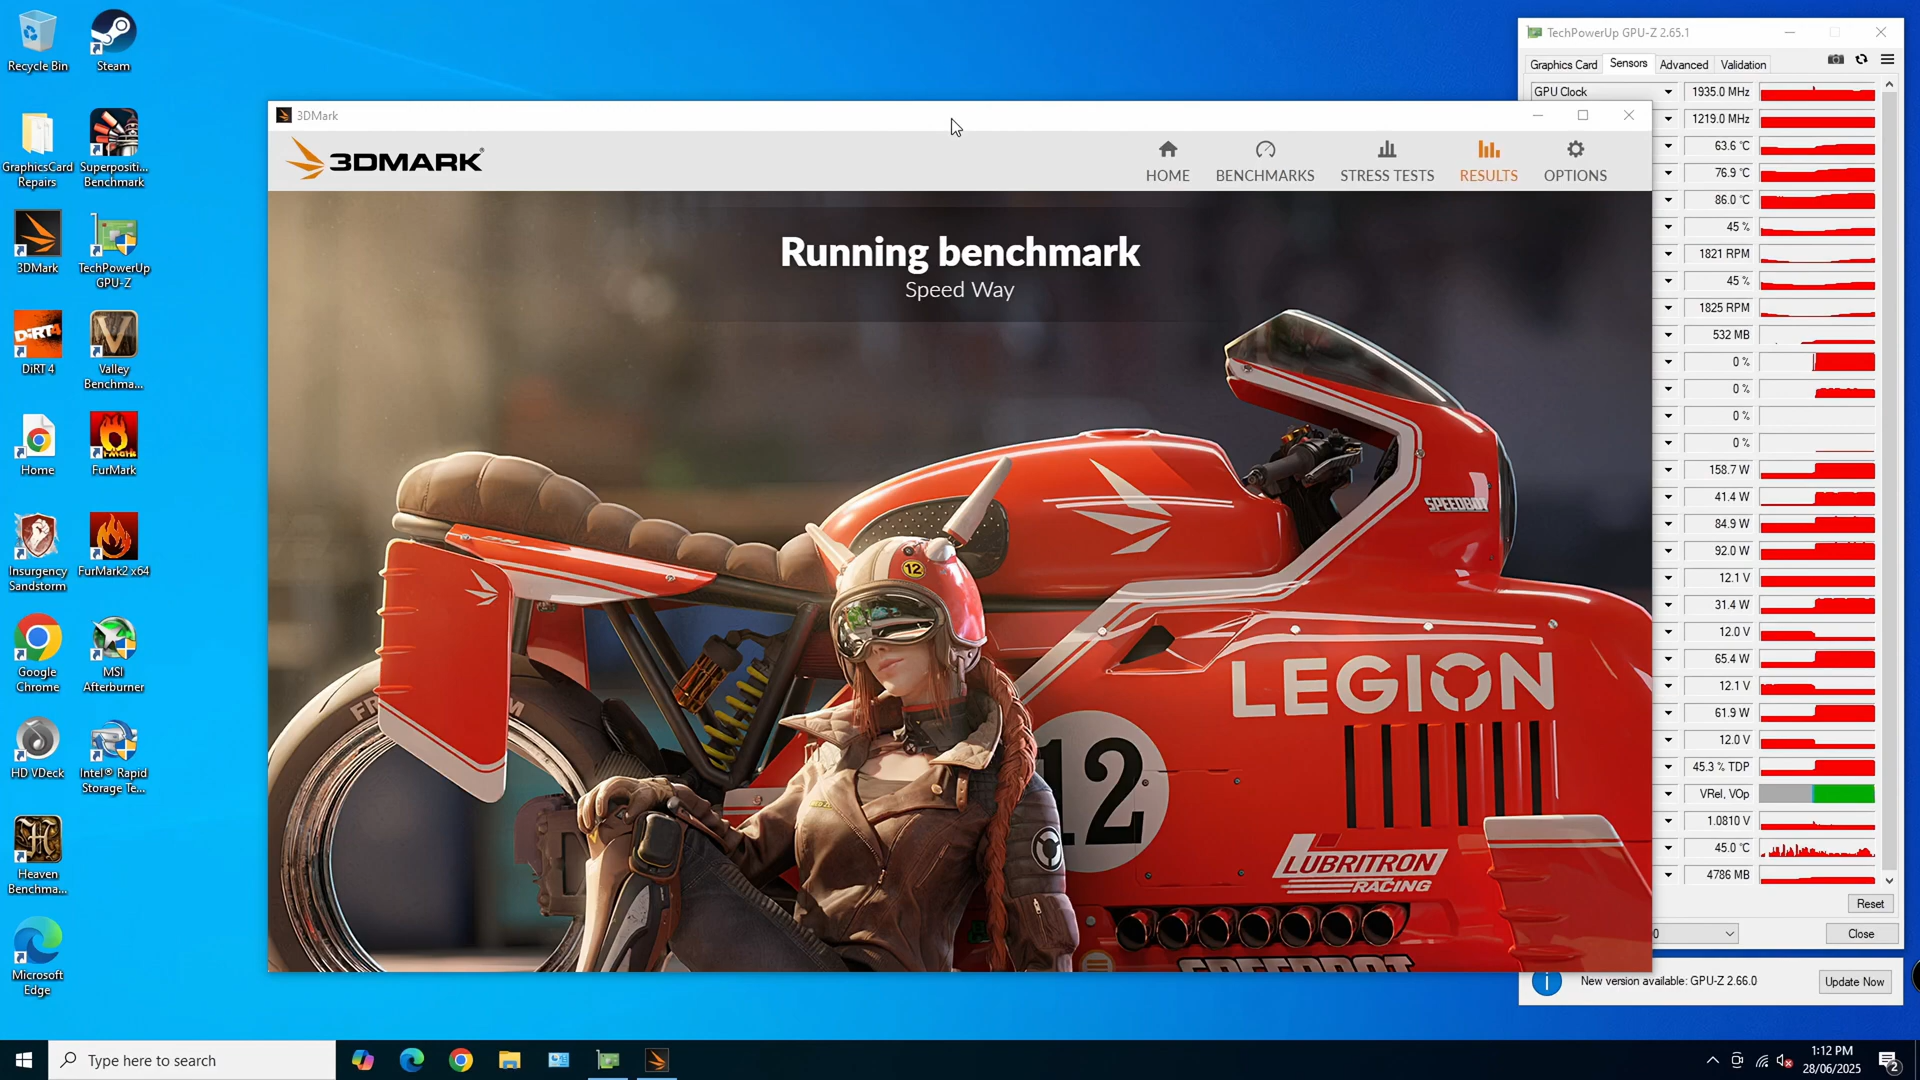 Recycle Bin
Steam
GraphicsCard
Repairs
Superpositi...
Benchmark
3DMark
TechPowerUp
GPU-Z
DiRT 4
Valley
Benchma...
Home
FurMark
Insurgency
Sandstorm
FurMark2 x64
Google
Chrome
MSI
Afterburner
HD VDeck
Intel® Rapid
Storage Te...
Heaven
Benchma...
Microsoft
Edge
3DMark
3DMARK
HOME
BENCHMARKS
STRESS TESTS
RESULTS
OPTIONS
Running benchmark
Speed Way
SPEEDBOT
12
LEGION
12
LUBRITRON
RACING
SPEEDBOT
TechPowerUp GPU-Z 2.65.1
Graphics Card
Sensors
Advanced
Validation
GPU Clock
1935.0 MHz
1219.0 MHz
63.6 °C
76.9 °C
86.0 °C
45 %
1821 RPM
45 %
1825 RPM
532 MB
0 %
0 %
0 %
0 %
158.7 W
41.4 W
84.9 W
92.0 W
12.1 V
31.4 W
12.0 V
65.4 W
12.1 V
61.9 W
12.0 V
45.3 % TDP
VRel, VOp
1.0810 V
45.0 °C
4786 MB
Reset
0
Close
New version available: GPU-Z 2.66.0
Update Now
Type here to search
1:12 PM
28/06/2025
2